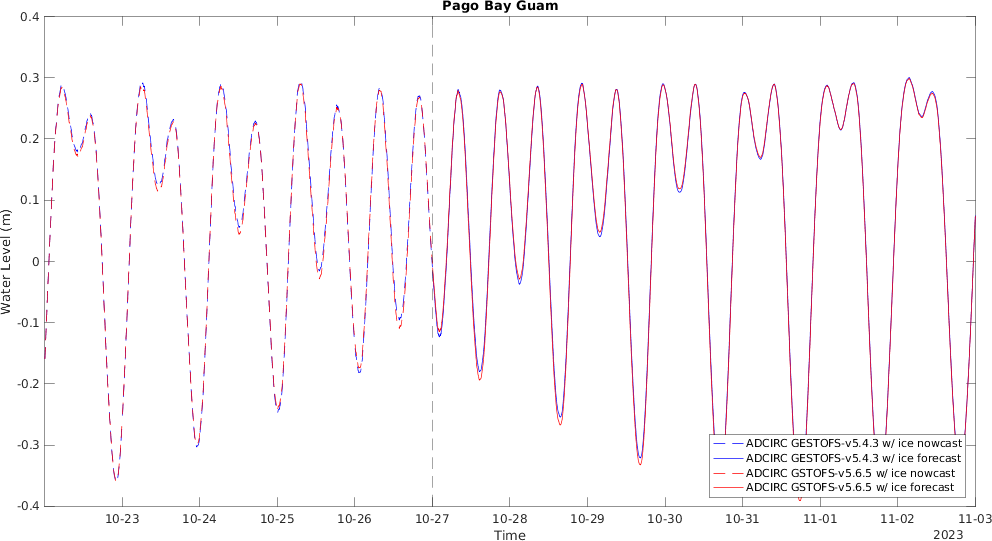 Pago Bay Guam
0.4
0.3
0.2
0.1
0
-0.1
-0.2
-0.3
-0.4
Water Level (m)
ADCIRC GESTOFS-v5.4.3 w/ ice nowcast
ADCIRC GESTOFS-v5.4.3 w/ ice forecast
ADCIRC GSTOFS-v5.6.5 w/ ice nowcast
ADCIRC GSTOFS-v5.6.5 w/ ice forecast
10-23 10-24 10-25 10-26 10-27 10-28 10-29 10-30 10-31 11-01 11-02 11-03
Time 2023